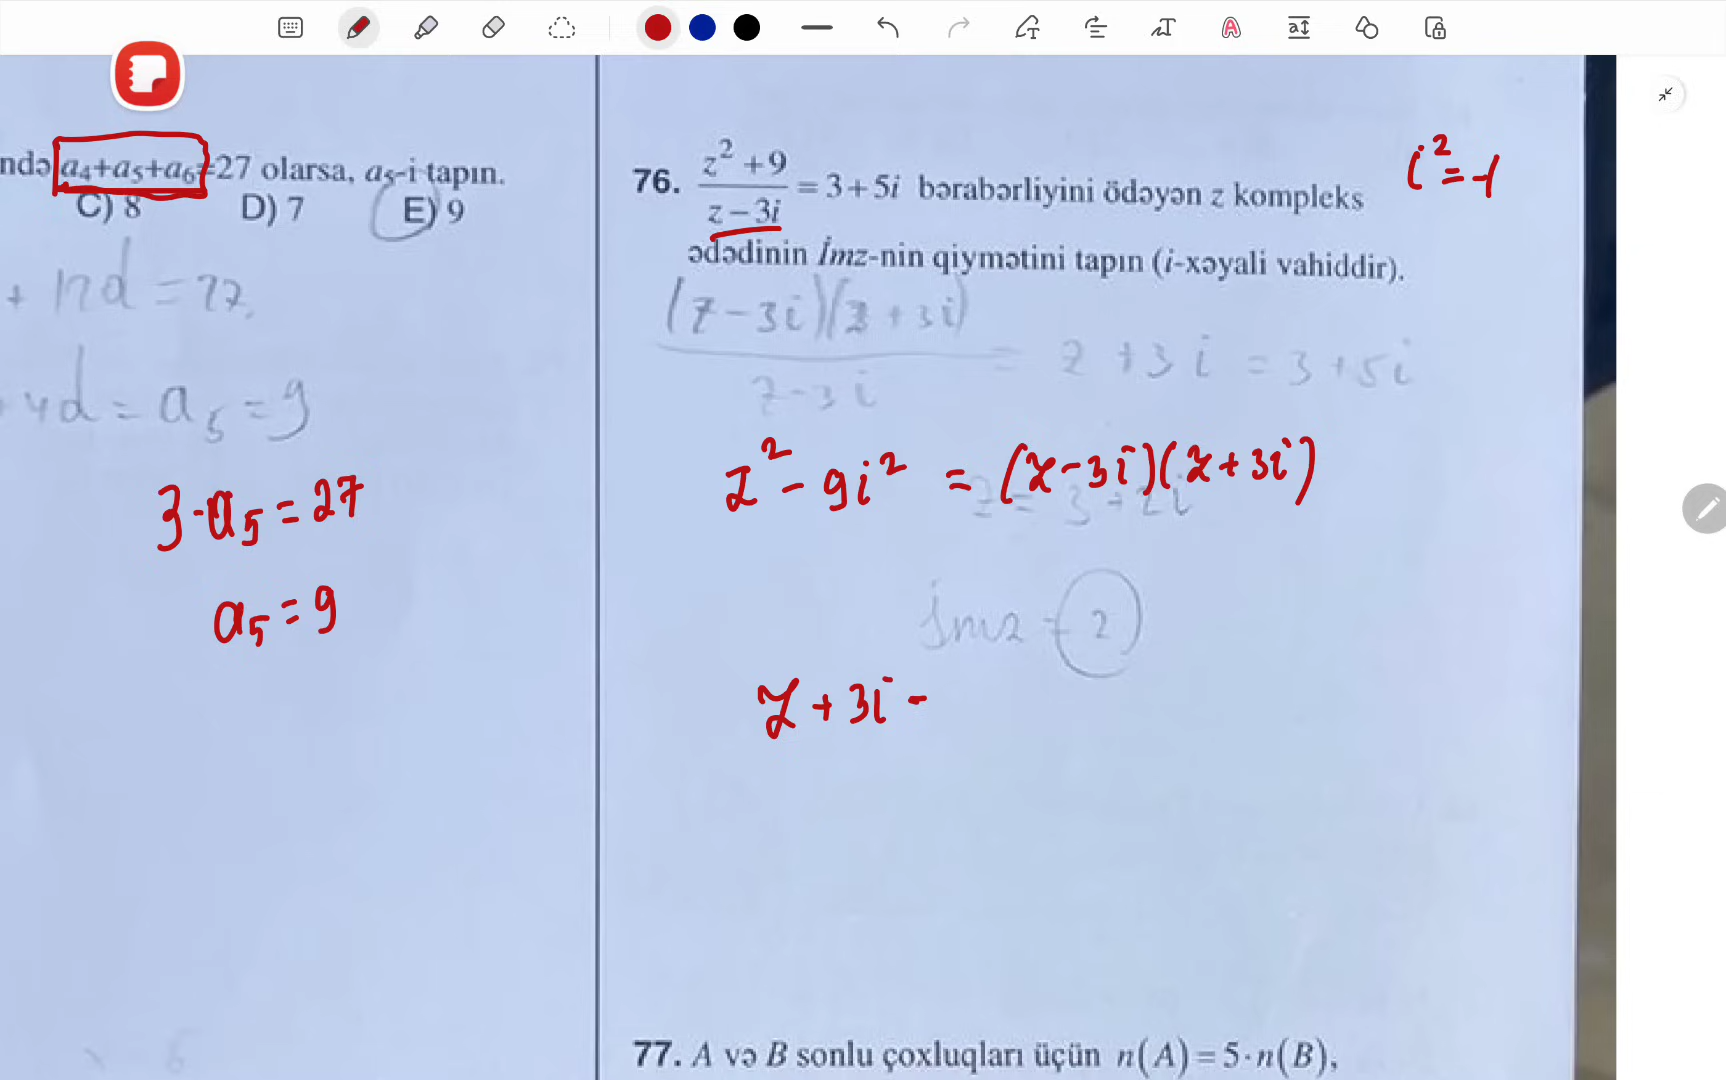 ndə a₄+a₅+a₆=27 olarsa, a₅-i tapın.
C) 8 D) 7 E) 9
+ 12d = 27,
+ 4d = a₅ = 9
3·a₅ = 27
a₅ = 9
76. (z² + 9)/(z − 3i) = 3 + 5i bərabərliyini ödəyən z kompleks
ədədinin İmz-nin qiymətini tapın (i-xəyali vahiddir).
i² = -1
(z − 3i)(z + 3i)/(z − 3i) = z + 3i = 3 + 5i
z² − 9i² = (z − 3i)(z + 3i)
z = 3 + 2i
İmz = 2
z + 3i -
77. A və B sonlu çoxluqları üçün n(A) = 5·n(B),